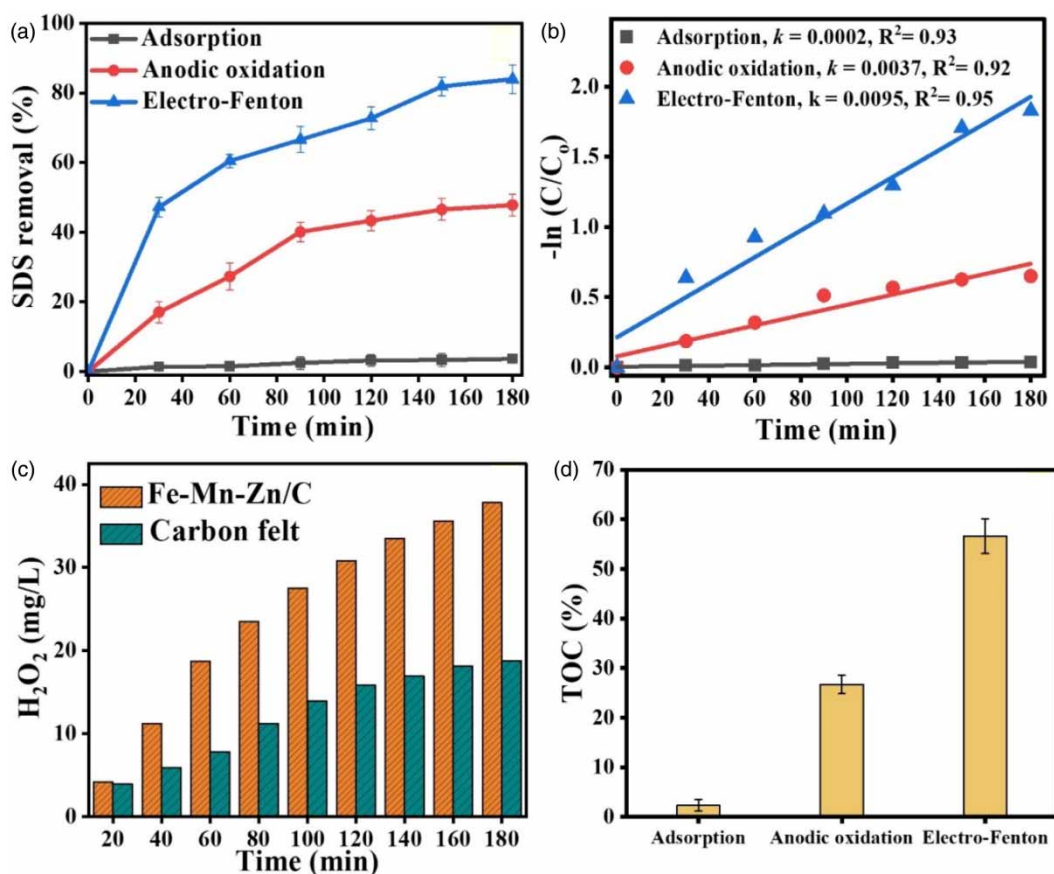 (a)
100
80
60
40
20
0
SDS removal (%)
Adsorption
Anodic oxidation
Electro-Fenton
0 20 40 60 80 100 120 140 160 180
Time (min)
(b)
2.0
1.5
1.0
0.5
0.0
-ln (C/Co)
Adsorption, k = 0.0002, R2= 0.93
Anodic oxidation, k = 0.0037, R2= 0.92
Electro-Fenton, k = 0.0095, R2= 0.95
0 20 40 60 80 100 120 140 160 180
Time (min)
(c)
40
30
20
10
0
H2O2 (mg/L)
Fe-Mn-Zn/C
Carbon felt
20 40 60 80 100 120 140 160 180
Time (min)
(d)
70
60
50
40
30
20
10
0
TOC (%)
Adsorption Anodic oxidation Electro-Fenton